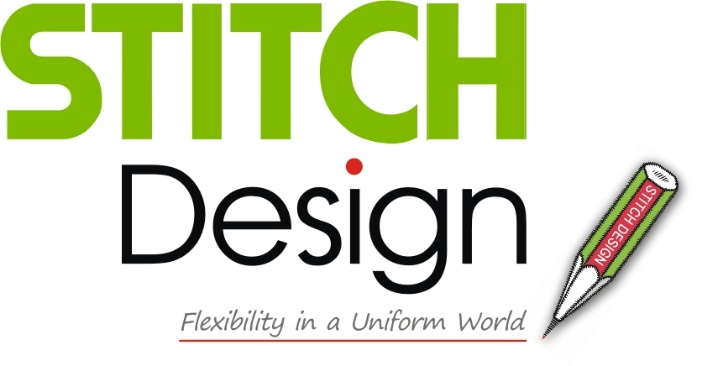 STITCH
Design
STITCH DESIGN
Flexibility in a Uniform World